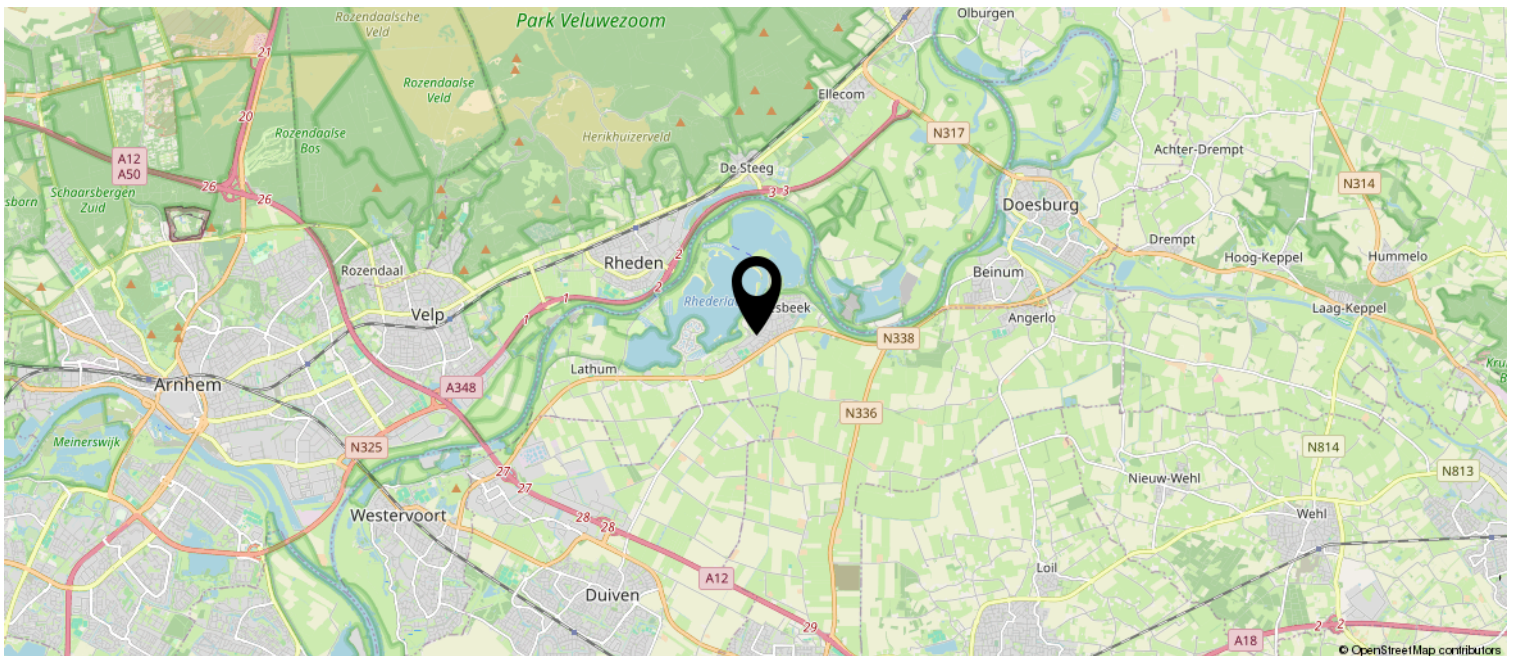 Olburgen
Rozendaalsche
Veld
Park Veluwezoom
21
Rozendaalse
Veld
Ellecom
20
N317
Rozendaalse
Bos
Herikhuizerveld
Achter-Drempt
A12
A50
De Steeg
26
26
3
3
N314
Schaarsbergen
Zuid
sborn
Doesburg
Drempt
Hoog-Keppel
Hummelo
2
Rheden
Rozendaal
Beinum
2
1
Rhederla
esbeek
Laag-Keppel
Velp
1
Angerlo
N338
Lathum
Arnhem
A348
N336
Meinerswijk
N325
N814
27
27
N813
Nieuw-Wehl
Westervoort
28
28
Wehl
Loil
A12
Duiven
29
2
2
A18
© OpenStreetMap contributors